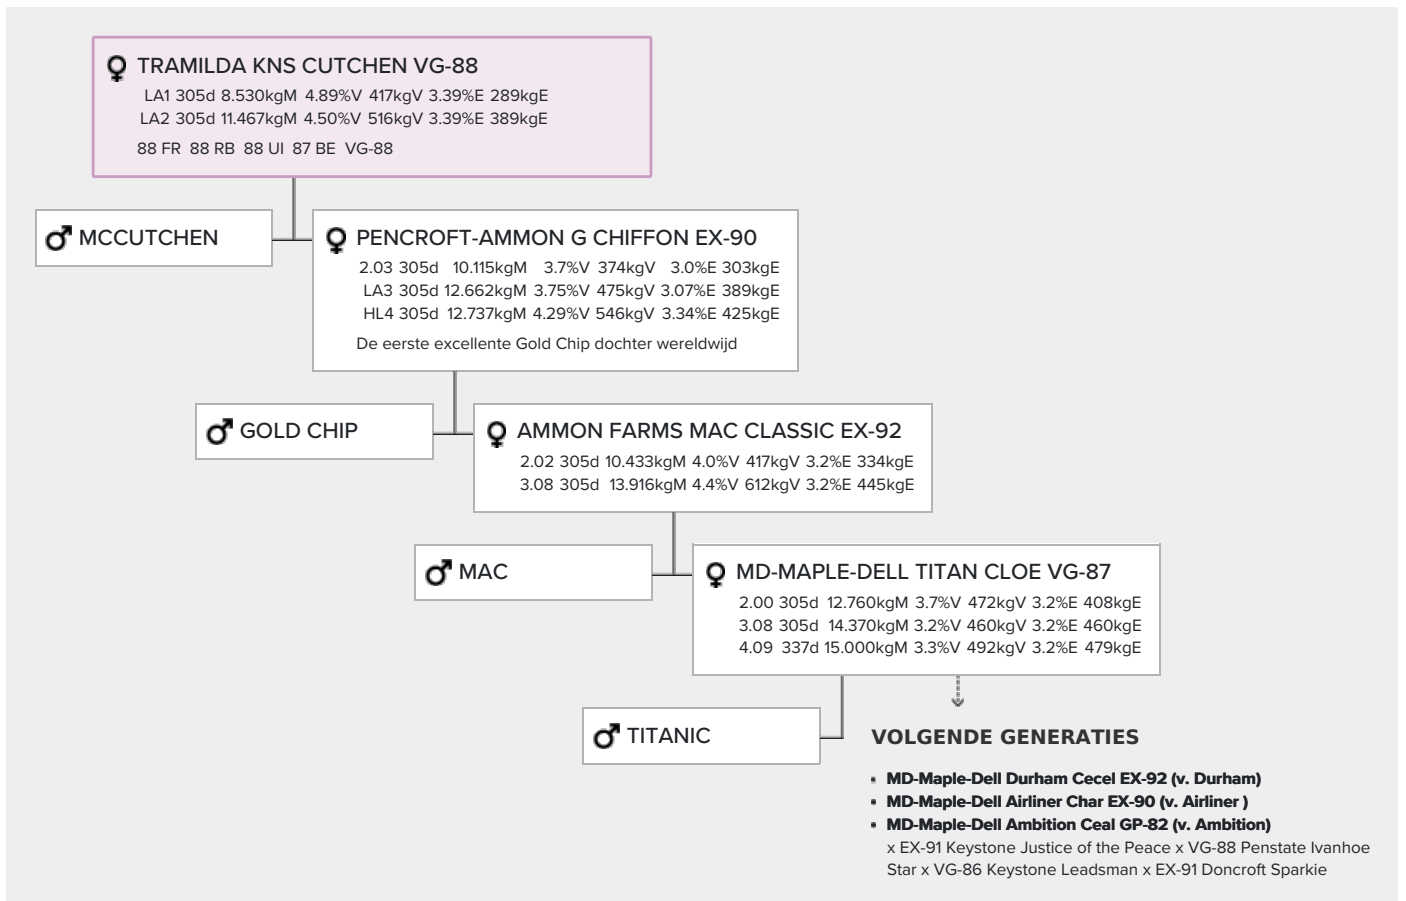 TRAMILDA KNS CUTCHEN VG-88
LA1 305d 8.530kgM 4.89%V 417kgV 3.39%E 289kgE
LA2 305d 11.467kgM 4.50%V 516kgV 3.39%E 389kgE
88 FR 88 RB 88 UI 87 BE VG-88
MCCUTCHEN
PENCROFT-AMMON G CHIFFON EX-90
2.03 305d 10.115kgM 3.7%V 374kgV 3.0%E 303kgE
LA3 305d 12.662kgM 3.75%V 475kgV 3.07%E 389kgE
HL4 305d 12.737kgM 4.29%V 546kgV 3.34%E 425kgE
De eerste excellente Gold Chip dochter wereldwijd
GOLD CHIP
AMMON FARMS MAC CLASSIC EX-92
2.02 305d 10.433kgM 4.0%V 417kgV 3.2%E 334kgE
3.08 305d 13.916kgM 4.4%V 612kgV 3.2%E 445kgE
MAC
MD-MAPLE-DELL TITAN CLOE VG-87
2.00 305d 12.760kgM 3.7%V 472kgV 3.2%E 408kgE
3.08 305d 14.370kgM 3.2%V 460kgV 3.2%E 460kgE
4.09 337d 15.000kgM 3.3%V 492kgV 3.2%E 479kgE
TITANIC
VOLGENDE GENERATIES
• MD-Maple-Dell Durham Cecel EX-92 (v. Durham)
• MD-Maple-Dell Airliner Char EX-90 (v. Airliner )
• MD-Maple-Dell Ambition Ceal GP-82 (v. Ambition)
x EX-91 Keystone Justice of the Peace x VG-88 Penstate Ivanhoe
Star x VG-86 Keystone Leadsman x EX-91 Doncroft Sparkie